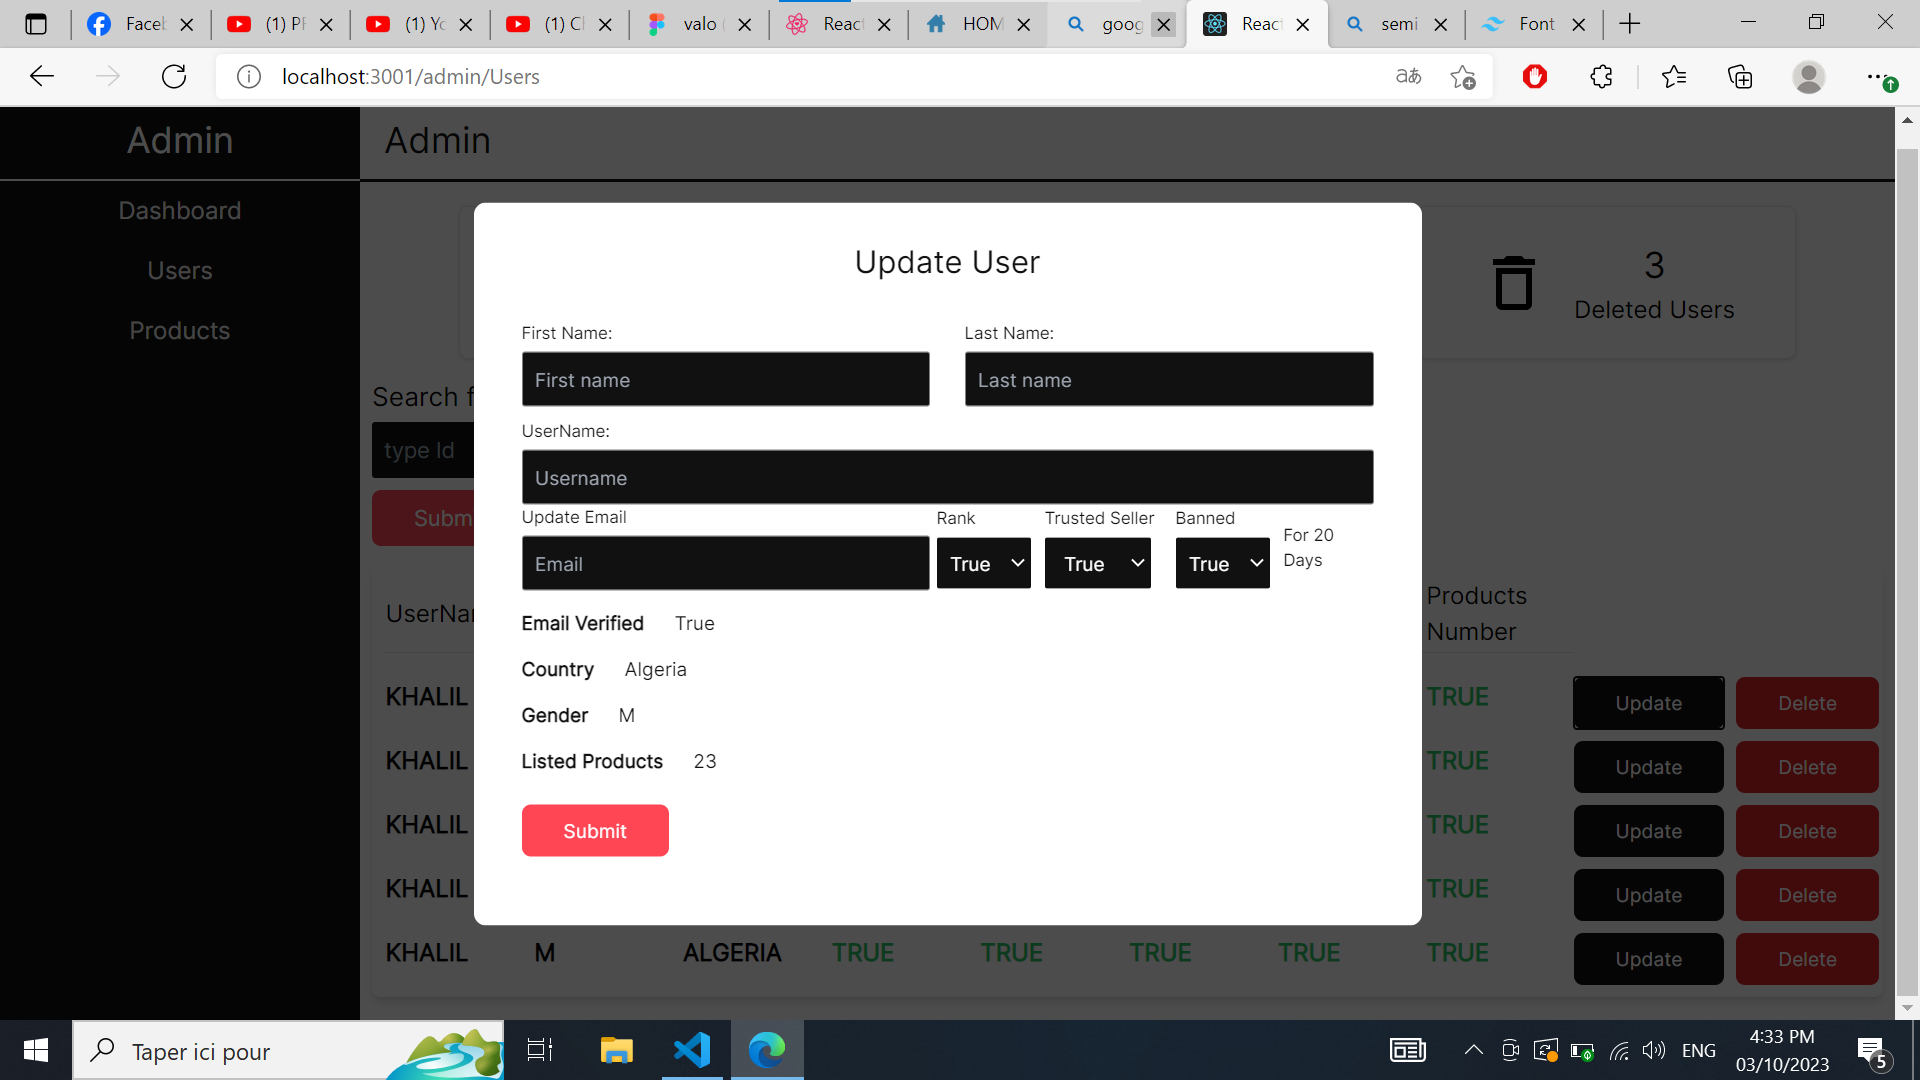 Faceb
(1) Pl
(1) Yo
(1) Cl
valo
React
HOM
goog
React
semi
Font
localhost:3001/admin/Users
Admin
Admin
Dashboard
Users
Products
3
Deleted Users
Search f
type Id
Subm
Update User
First Name:
Last Name:
First name
Last name
UserName:
Username
Update Email
Rank
Trusted Seller
Banned
For 20
Days
Email
True
True
True
Email Verified True
Country Algeria
Gender M
Listed Products 23
Submit
UserNam
Products
Number
KHALIL TRUE Update Delete
KHALIL TRUE Update Delete
KHALIL TRUE Update Delete
KHALIL TRUE Update Delete
KHALIL M ALGERIA TRUE TRUE TRUE TRUE TRUE Update Delete
Taper ici pour
ENG
4:33 PM
03/10/2023
5